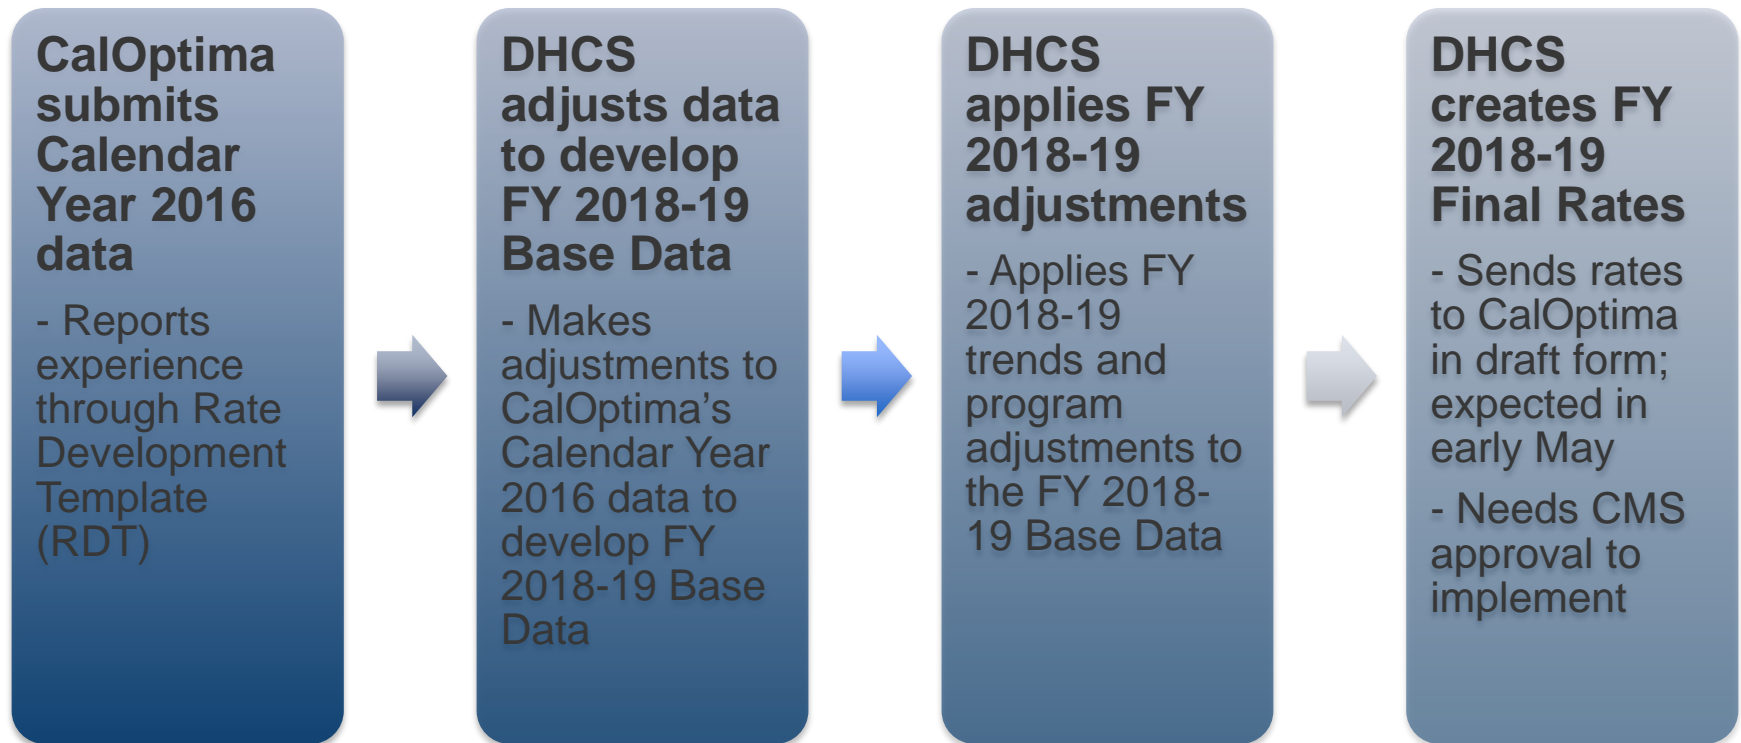 CalOptima
submits
Calendar
Year 2016
data
- Reports
experience
through Rate
Development
Template
(RDT)
DHCS
adjusts data
to develop
FY 2018-19
Base Data
- Makes
adjustments to
CalOptima’s
Calendar Year
2016 data to
develop FY
2018-19 Base
Data
DHCS
applies FY
2018-19
adjustments
- Applies FY
2018-19
trends and
program
adjustments to
the FY 2018-
19 Base Data
DHCS
creates FY
2018-19
Final Rates
- Sends rates
to CalOptima
in draft form;
expected in
early May
- Needs CMS
approval to
implement